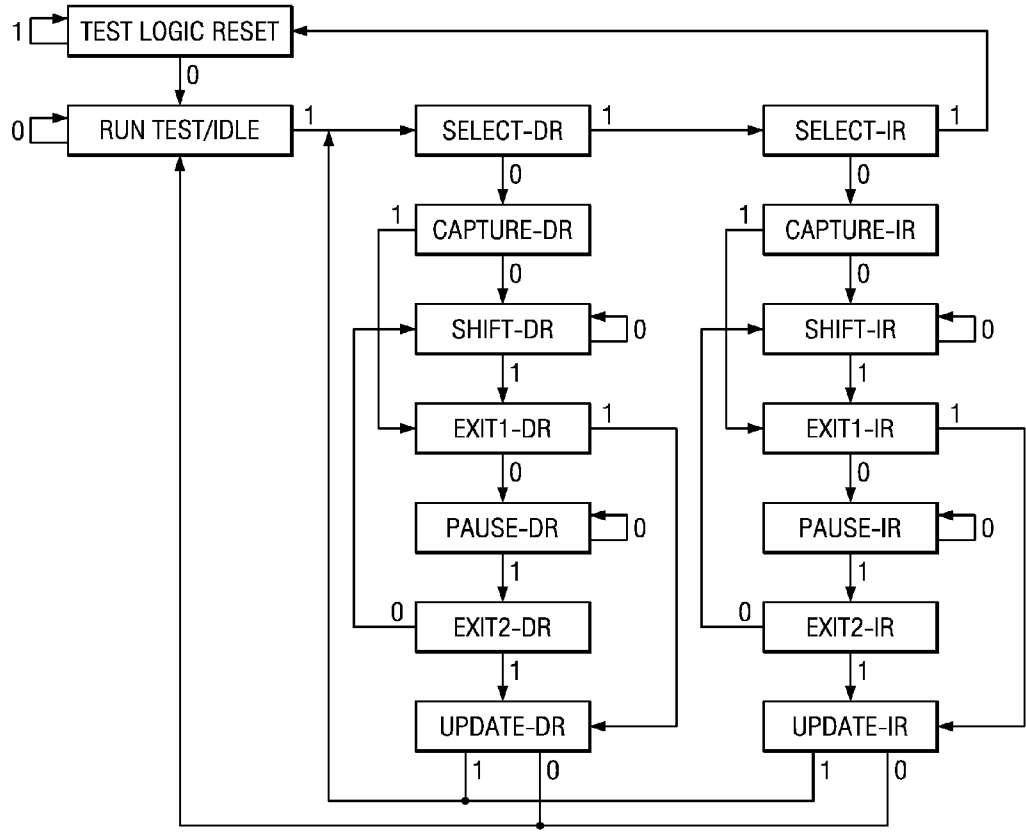 1 TEST LOGIC RESET
0
0 RUN TEST/IDLE 1 SELECT-DR 1 SELECT-IR 1
0 0
1 CAPTURE-DR 1 CAPTURE-IR
0 0
SHIFT-DR 0 SHIFT-IR 0
1 1
EXIT1-DR 1 EXIT1-IR 1
0 0
PAUSE-DR 0 PAUSE-IR 0
1 1
0 EXIT2-DR 0 EXIT2-IR
1 1
UPDATE-DR UPDATE-IR
1 0 1 0